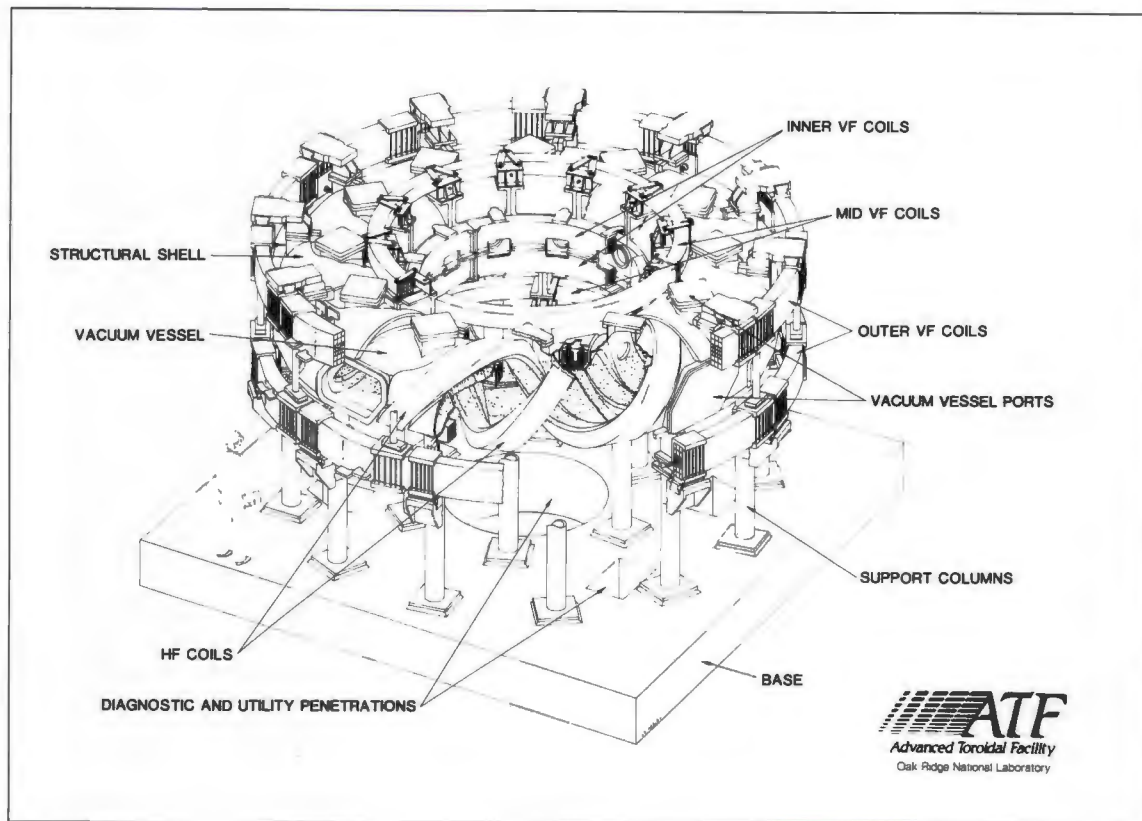 INNER VF COILS
MID VF COILS
STRUCTURAL SHELL
VACUUM VESSEL
OUTER VF COILS
VACUUM VESSEL PORTS
SUPPORT COLUMNS
HF COILS
BASE
DIAGNOSTIC AND UTILITY PENETRATIONS
ATF
Advanced Toroidal Facility
Oak Ridge National Laboratory